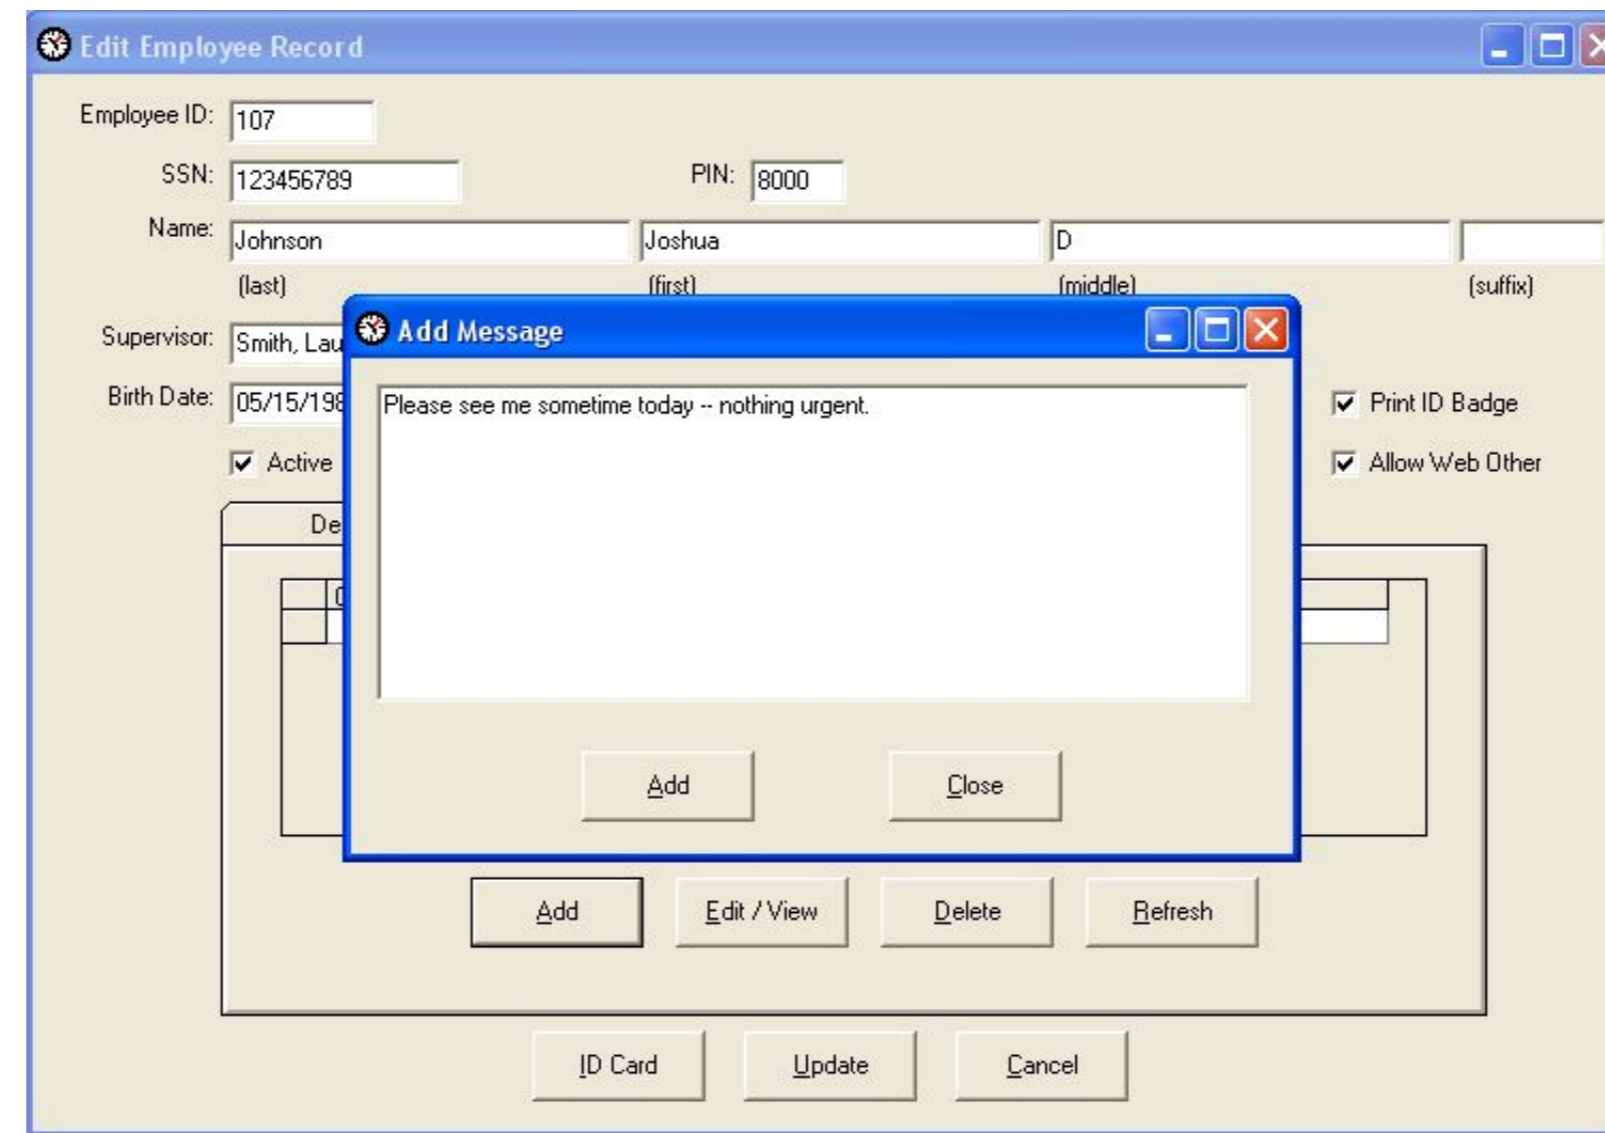 Edit Employee Record
Employee ID: 107
SSN: 123456789 PIN: 8000
Name: Johnson Joshua D
(last) (first) (middle) (suffix)
Supervisor: Smith,
Add Message
Birth Date: 05/15/198
Please see me sometime today -- nothing urgent.
Print ID Badge
Active
Allow Web Other
Add Close
Add Edit / View Delete Refresh
ID Card Update Cancel